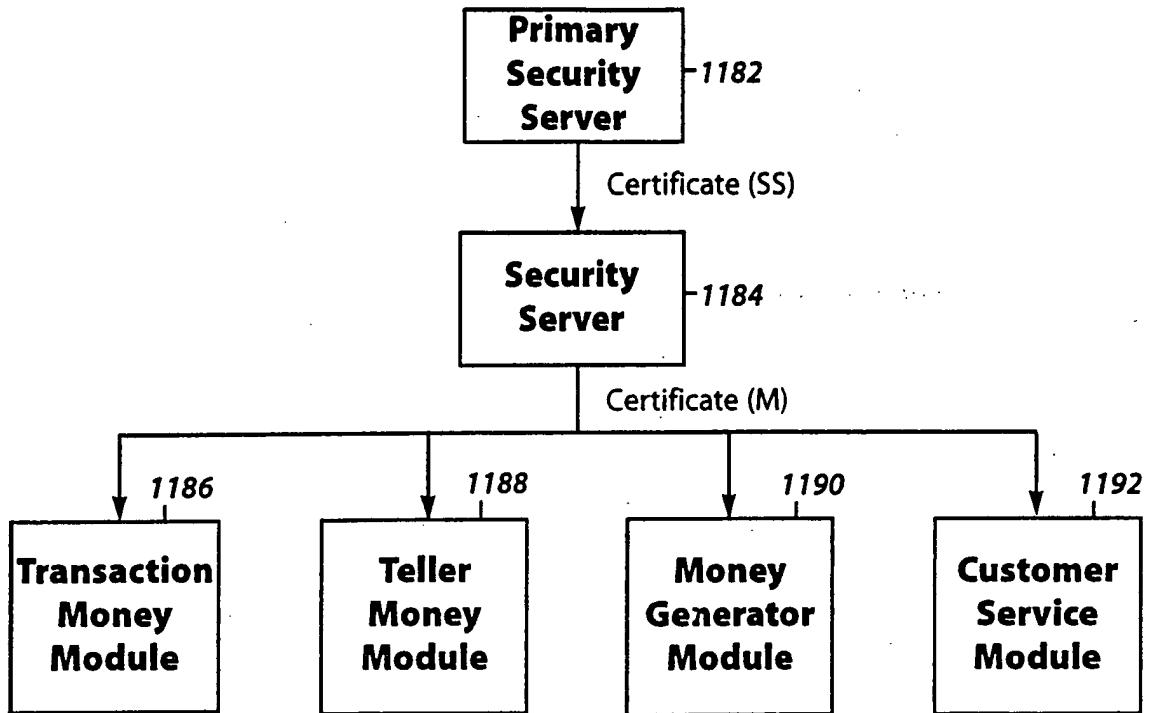 Primary
Security
Server
1182
Certificate (SS)
Security
Server
1184
Certificate (M)
1186
1188
1190
1192
Transaction
Money
Module
Teller
Money
Module
Money
Generator
Module
Customer
Service
Module